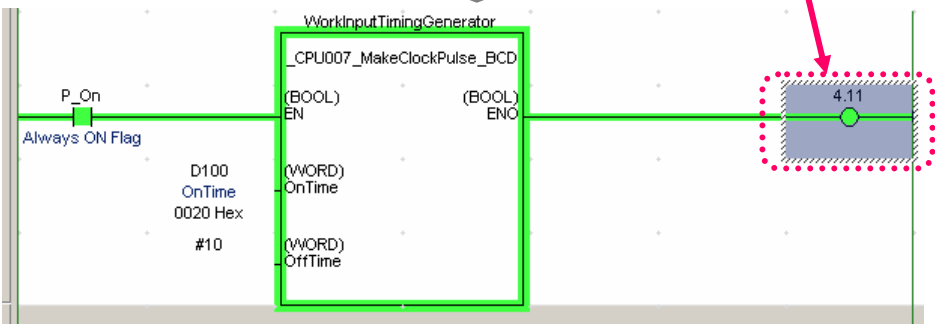 WorkInputTimingGenerator
_CPU007_MakeClockPulse_BCD
P_On
(BOOL) (BOOL)
EN ENO
4.11
Always ON Flag
D100 (WORD)
OnTime OnTime
0020 Hex
#10 (WORD)
OffTime